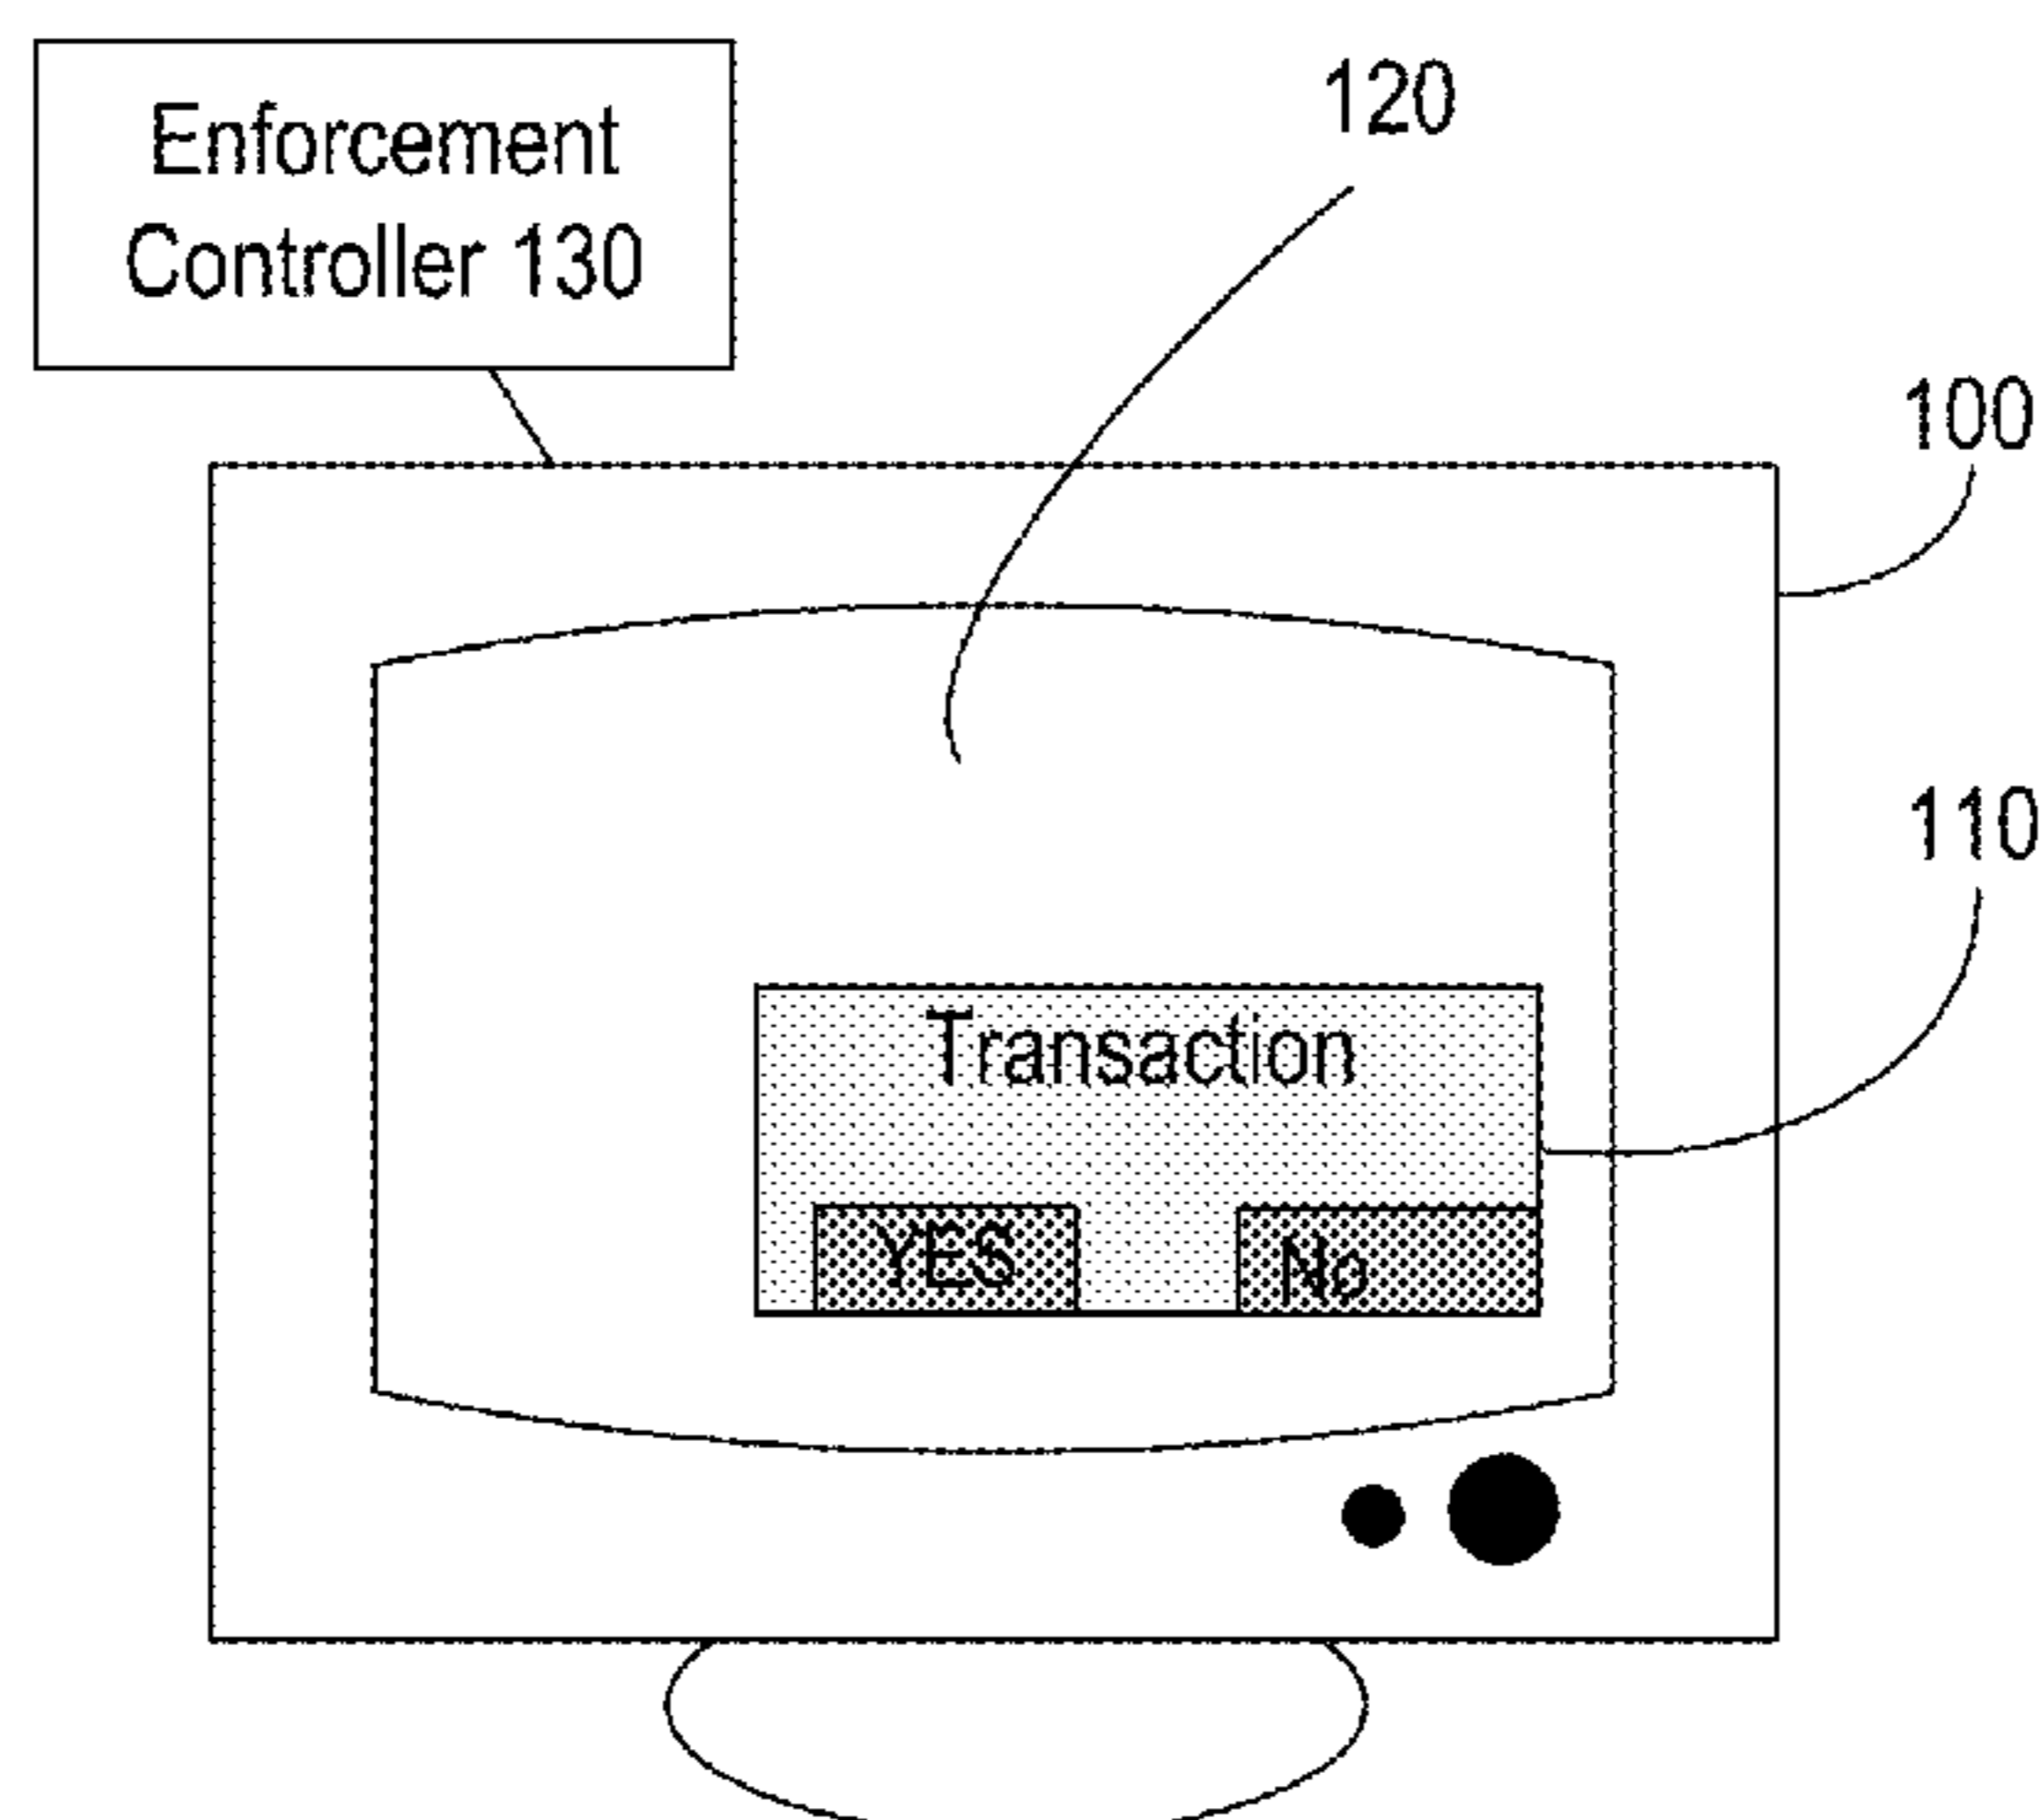 Enforcement
Controller 130
120
100
110
Transaction
YES
No